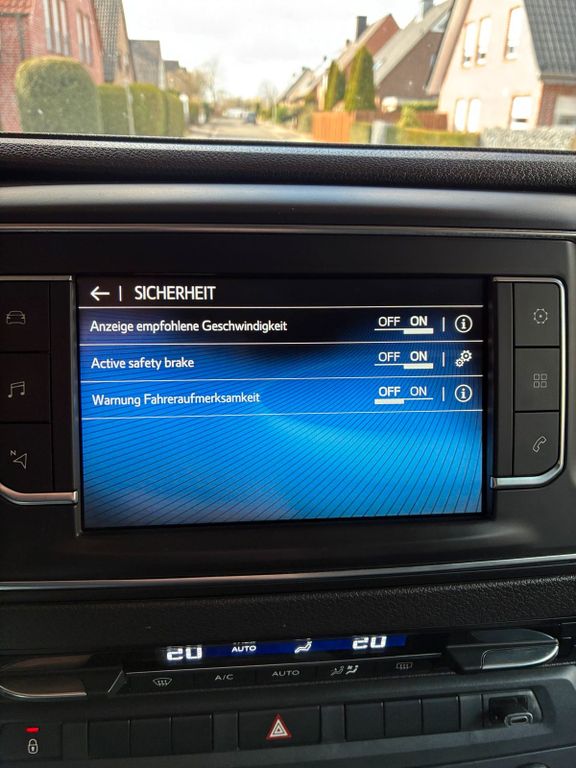 SICHERHEIT
Anzeige empfohlene Geschwindigkeit OFF ON
Active safety brake OFF ON
Warnung Fahreraufmerksamkeit OFF ON
N
20 AUTO 20
A/C AUTO